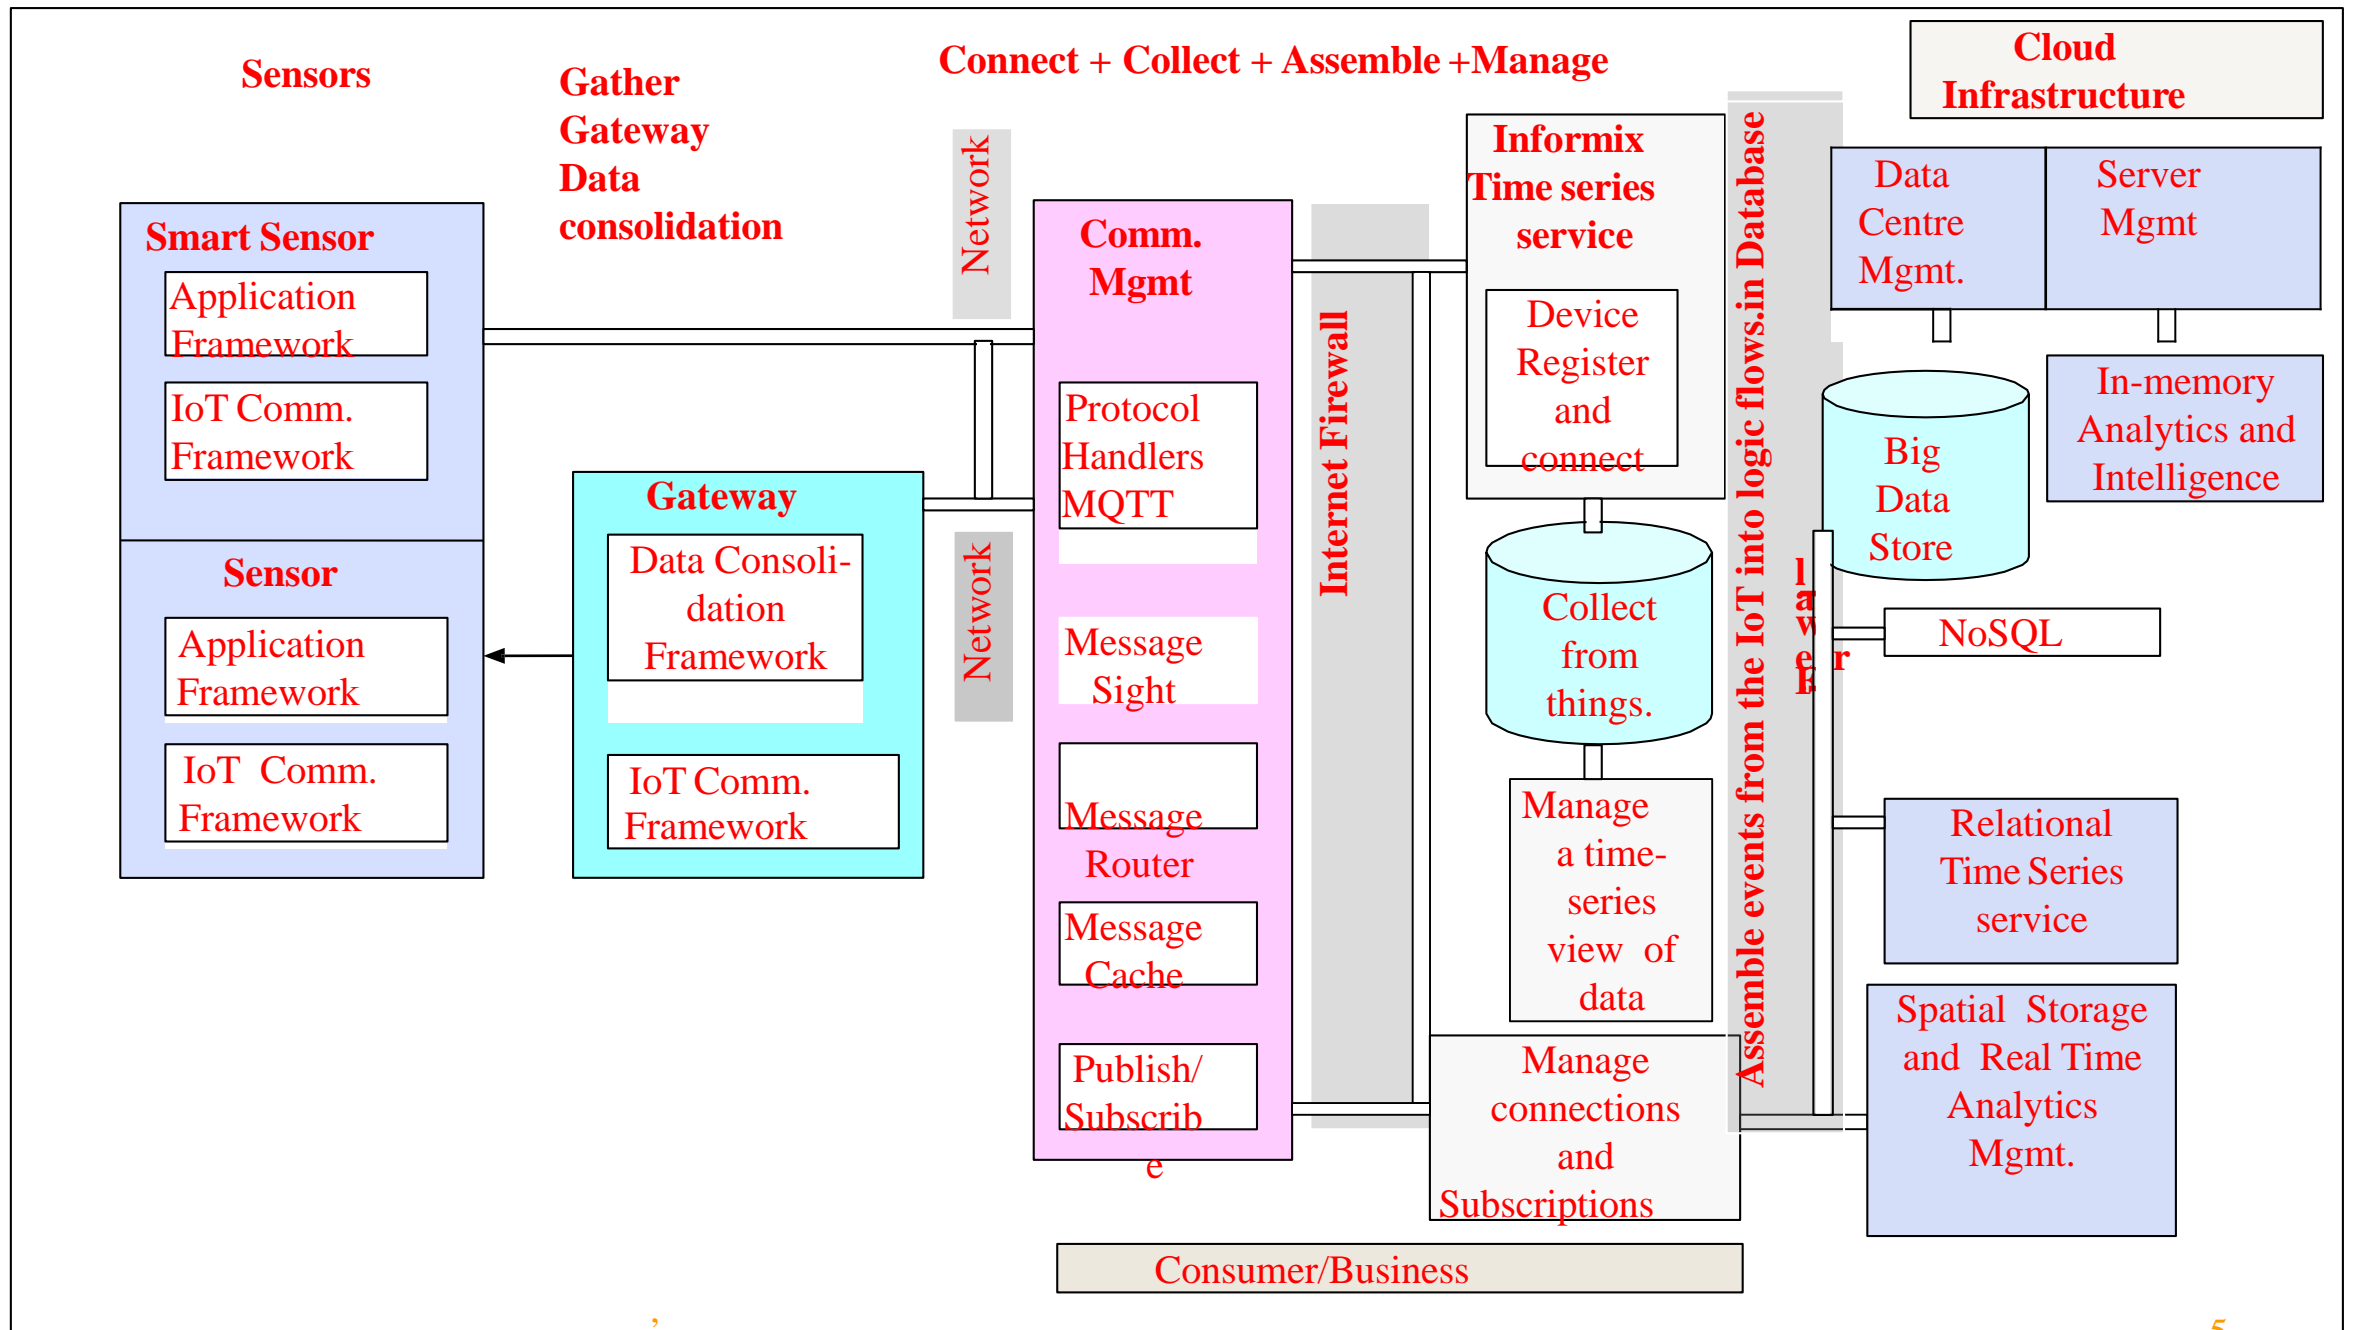 Sensors
Gather
Gateway
Data
consolidation
Connect + Collect + Assemble +Manage
Cloud
Infrastructure
Smart Sensor
Application
Framework
IoT Comm.
Framework
Sensor
Application
Framework
IoT Comm.
Framework
Gateway
Data Consoli-
dation
Framework
IoT Comm.
Framework
Network
Network
Comm.
Mgmt
Protocol
Handlers
MQTT
Message
Sight
Message
Router
Message
Cache
Publish/
Subscrib
e
Internet Firewall
Informix
Time series
service
Device
Register
and
connect
Collect
from
things.
Manage
a time-
series
view of
data
Manage
connections
and
Subscriptions
Assemble events from the IoT into logic flows.in Database
Data
Centre
Mgmt.
Server
Mgmt
In-memory
Analytics and
Intelligence
Big
Data
Store
NoSQL
Relational
Time Series
service
Spatial Storage
and Real Time
Analytics
Mgmt.
Consumer/Business